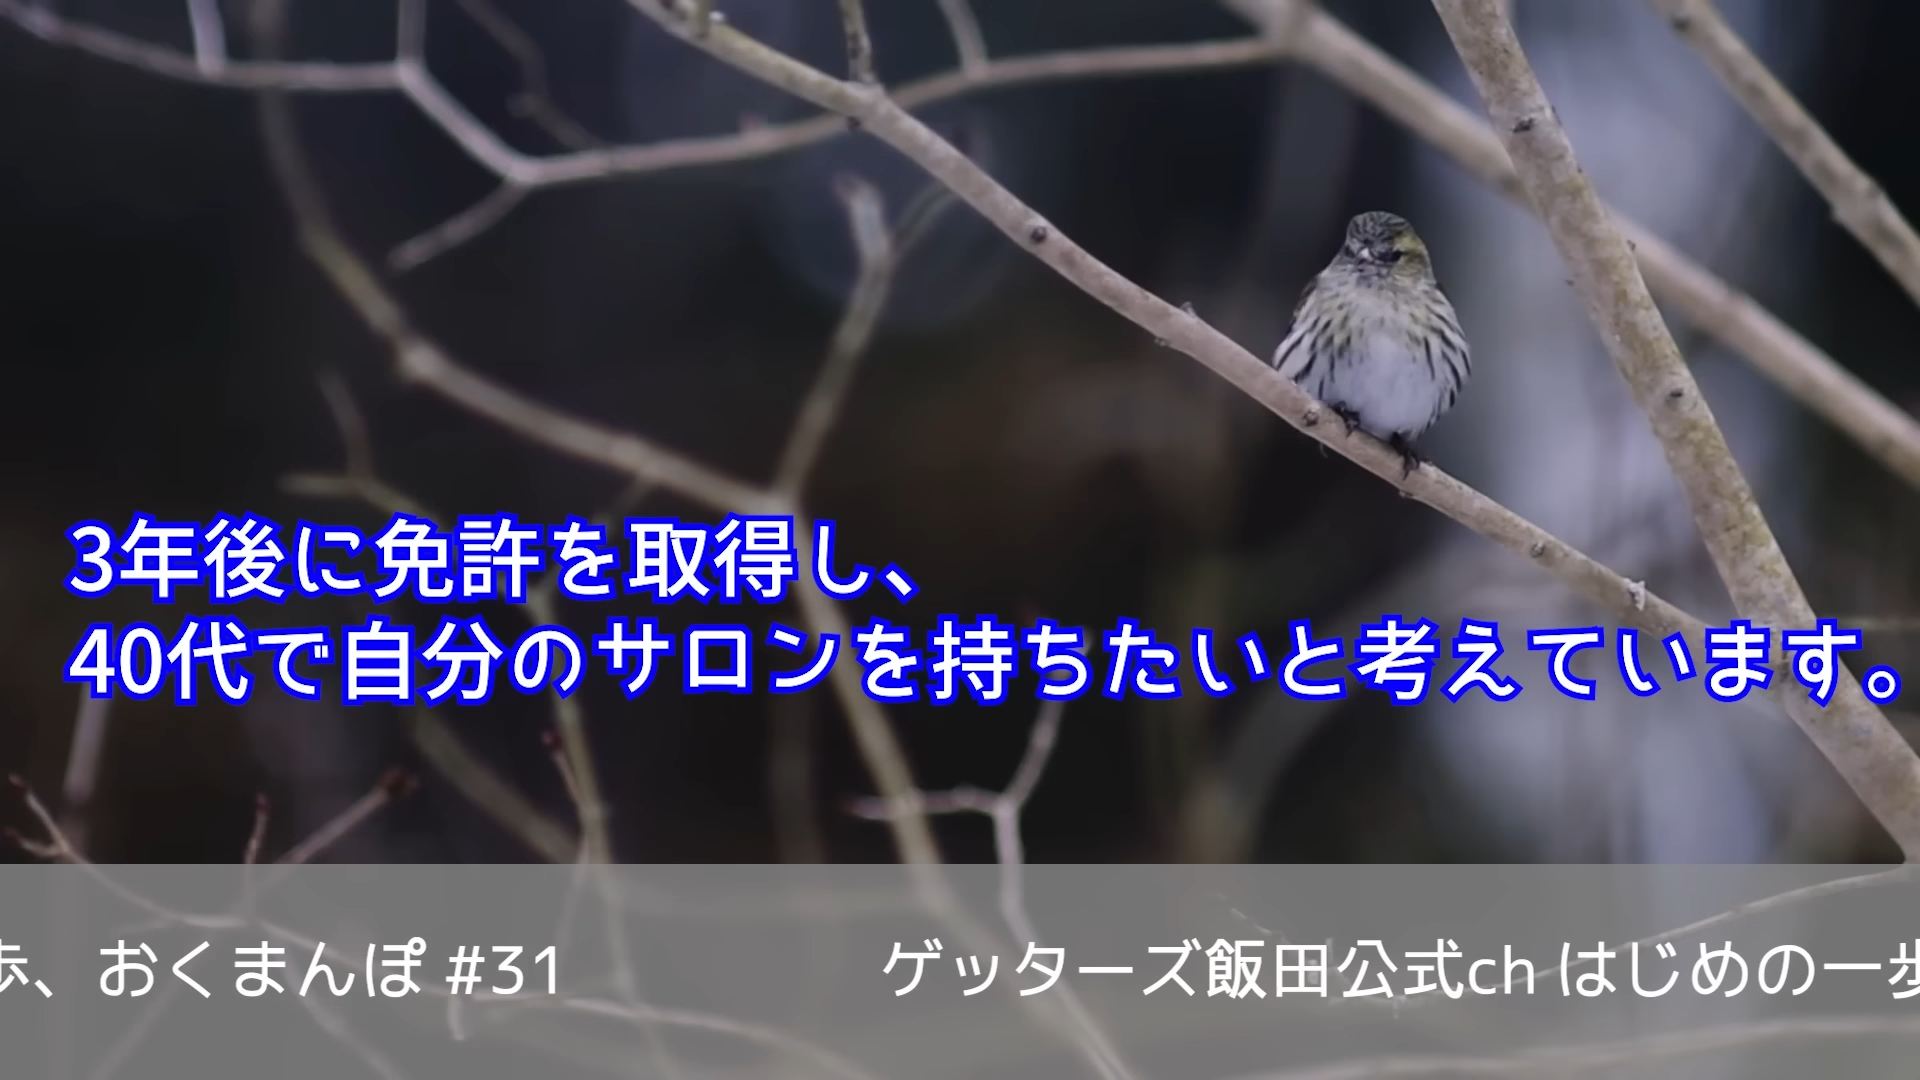 3年後に免許を取得し、
40代で自分のサロンを持ちたいと考えています。
歩、おくまんぽ #31 ゲッターズ飯田公式ch はじめの一歩